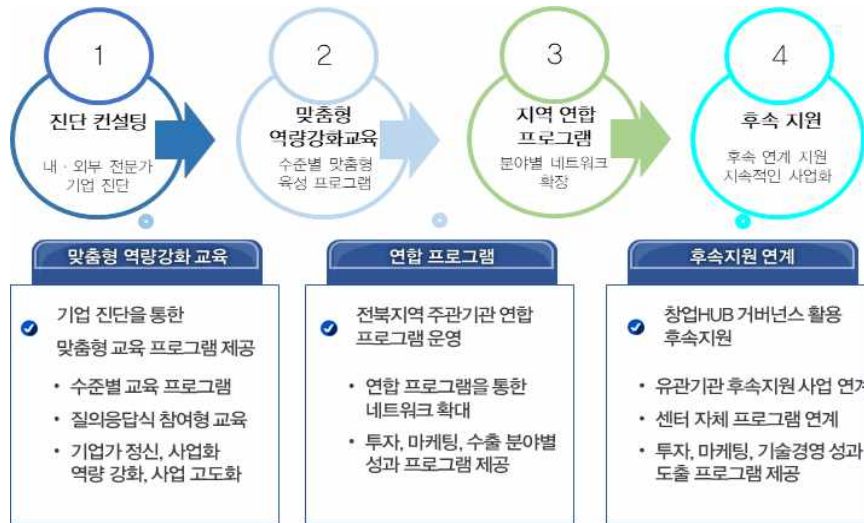 1
진단 컨설팅
내 · 외부 전문가
기업 진단
2
맞춤형
역량강화교육
수준별 맞춤형
육성 프로그램
3
지역 연합
프로그램
분야별 네트워크
확장
4
후속 지원
후속 연계 지원
지속적인 사업화
맞춤형 역량강화 교육
기업 진단을 통한
맞춤형 교육 프로그램 제공
• 수준별 교육 프로그램
• 질의응답식 참여형 교육
• 기업가 정신, 사업화
역량 강화, 사업 고도화
연합 프로그램
전북지역 주관기관 연합
프로그램 운영
• 연합 프로그램을 통한
네트워크 확대
• 투자, 마케팅, 수출 분야별
성과 프로그램 제공
후속지원 연계
창업HUB 거버넌스 활용
후속지원
• 유관기관 후속지원 사업 연계
• 센터 자체 프로그램 연계
• 투자, 마케팅, 기술경영 성과
도출 프로그램 제공